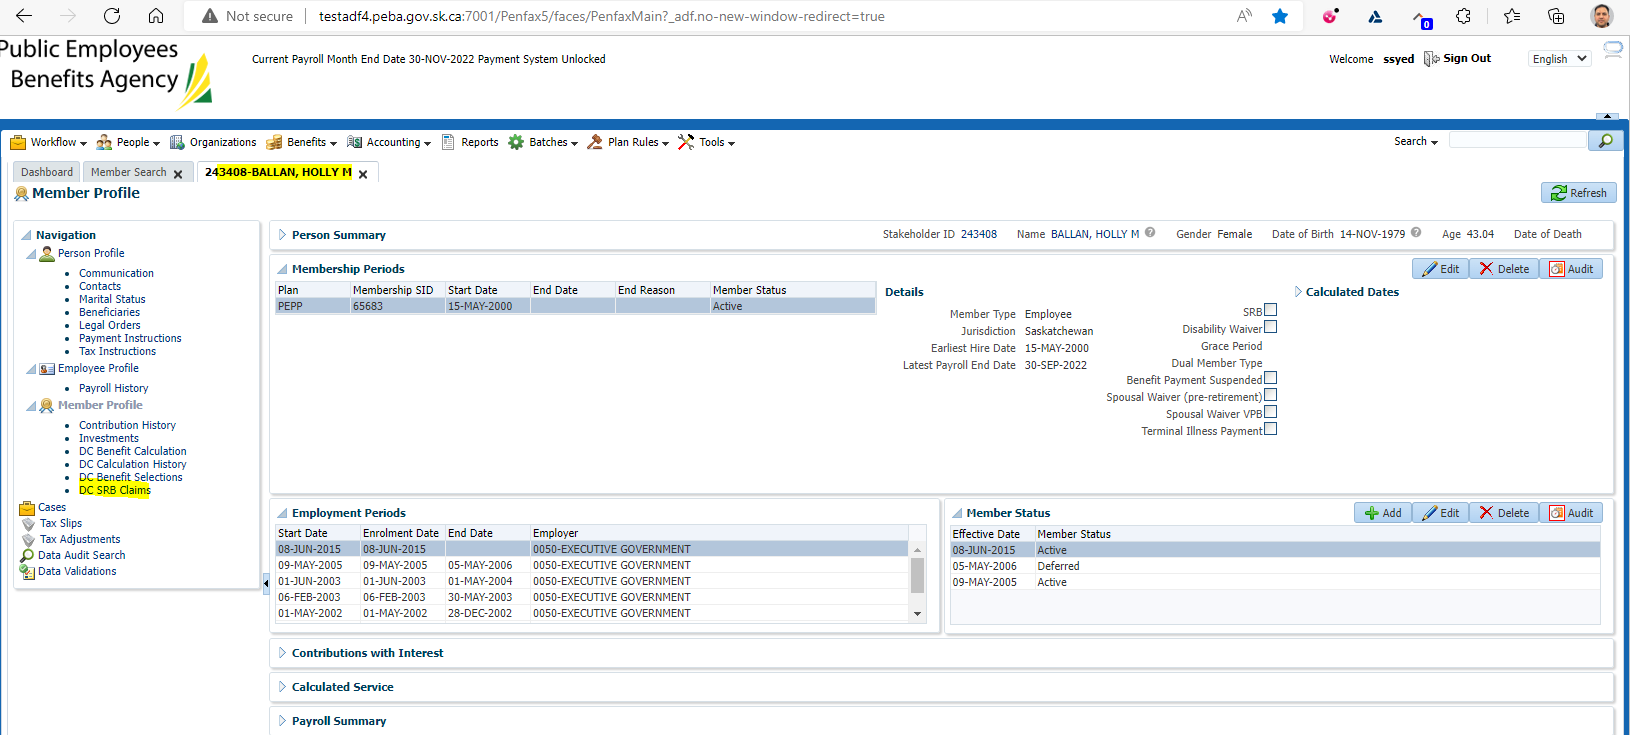 Not secure | testadf4.peba.gov.sk.ca:7001/Penfax5/faces/PenfaxMain?_adf.no-new-window-redirect=true
0
Public Employees
Benefits Agency
Current Payroll Month End Date 30-NOV-2022 Payment System Unlocked
Welcome ssyed Sign Out English
Workflow People Organizations Benefits Accounting Reports Batches Plan Rules Tools Search
Dashboard Member Search 243408-BALLAN, HOLLY M
Member Profile
Refresh
Navigation
Person Profile
Communication
Contacts
Marital Status
Beneficiaries
Legal Orders
Payment Instructions
Tax Instructions
Employee Profile
Payroll History
Member Profile
Contribution History
Investments
DC Benefit Calculation
DC Calculation History
DC Benefit Selections
DC SRB Claims
Cases
Tax Slips
Tax Adjustments
Data Audit Search
Data Validations
Person Summary Stakeholder ID 243408 Name BALLAN, HOLLY M Gender Female Date of Birth 14-NOV-1979 Age 43.04 Date of Death
Membership Periods
Edit Delete Audit
Plan Membership SID Start Date End Date End Reason Member Status
PEPP 65683 15-MAY-2000 Active
Details
Member Type Employee
Jurisdiction Saskatchewan
Earliest Hire Date 15-MAY-2000
Latest Payroll End Date 30-SEP-2022
SRB
Disability Waiver
Grace Period
Dual Member Type
Benefit Payment Suspended
Spousal Waiver (pre-retirement)
Spousal Waiver VPB
Terminal Illness Payment
Calculated Dates
Employment Periods
Start Date Enrolment Date End Date Employer
08-JUN-2015 08-JUN-2015 0050-EXECUTIVE GOVERNMENT
09-MAY-2005 09-MAY-2005 05-MAY-2006 0050-EXECUTIVE GOVERNMENT
01-JUN-2003 01-JUN-2003 01-MAY-2004 0050-EXECUTIVE GOVERNMENT
06-FEB-2003 06-FEB-2003 30-MAY-2003 0050-EXECUTIVE GOVERNMENT
01-MAY-2002 01-MAY-2002 28-DEC-2002 0050-EXECUTIVE GOVERNMENT
Member Status
Add Edit Delete Audit
Effective Date Member Status
08-JUN-2015 Active
05-MAY-2006 Deferred
09-MAY-2005 Active
Contributions with Interest
Calculated Service
Payroll Summary